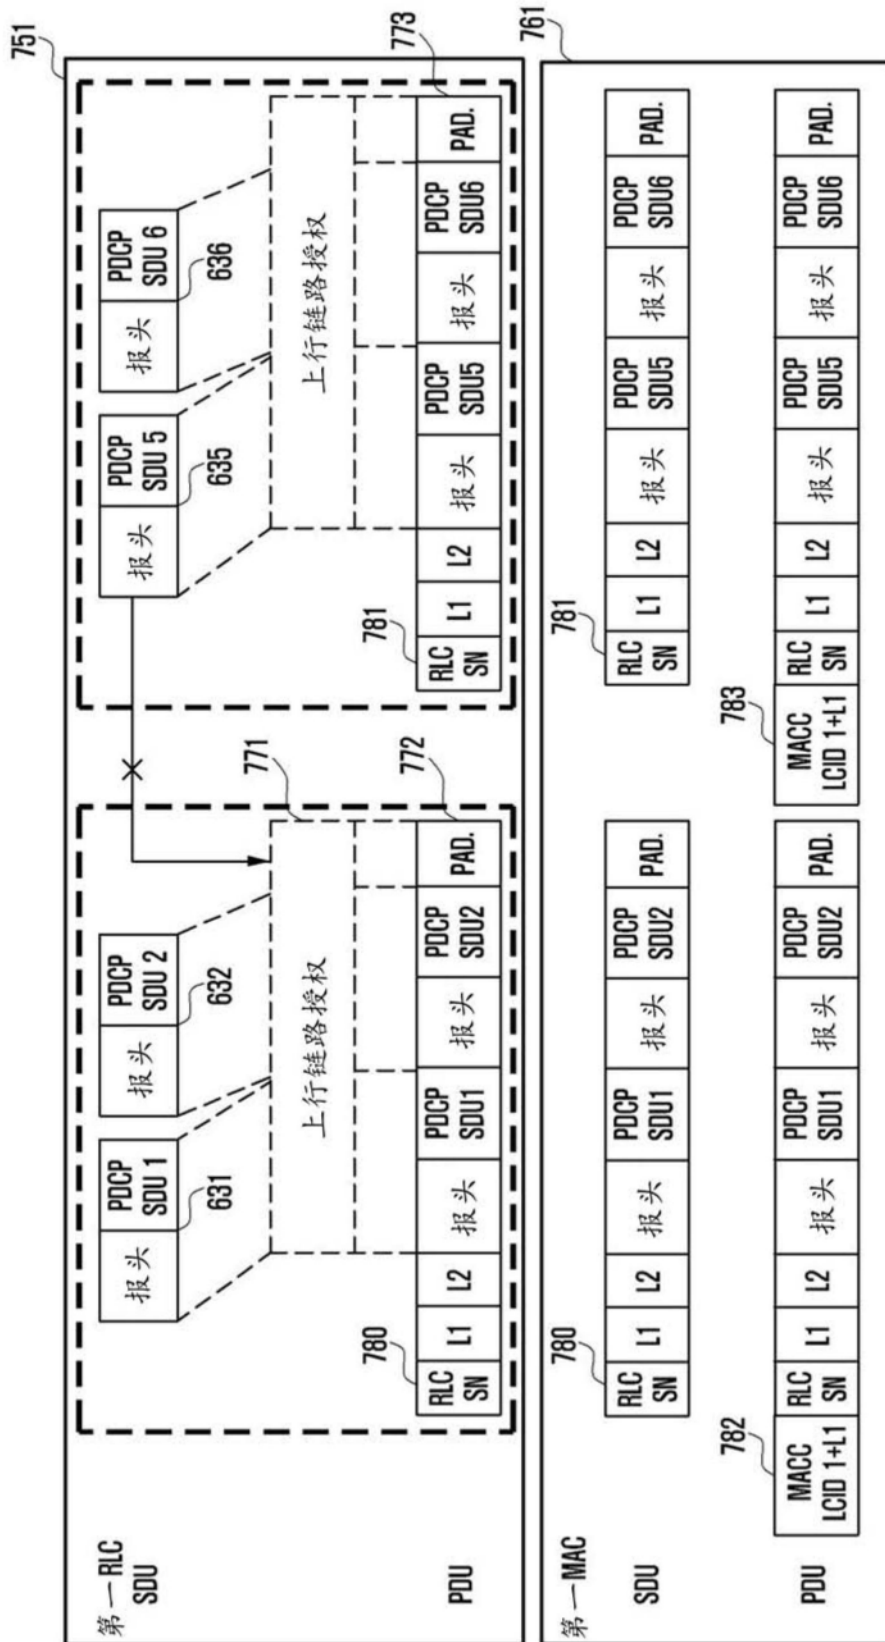 751
第一RLC
SDU
报头
PDCP
SDU 1
631
报头
PDCP
SDU 2
632
报头
PDCP
SDU 5
635
报头
PDCP
SDU 6
636
上行链路授权
771
上行链路授权
PDU
780
RLC
SN
L1
L2
报头
PDCP
SDU1
报头
PDCP
SDU2
PAD.
772
781
RLC
SN
L1
L2
报头
PDCP
SDU5
报头
PDCP
SDU6
PAD.
773
761
第一MAC
SDU
780
RLC
SN
L1
L2
报头
PDCP
SDU1
报头
PDCP
SDU2
PAD.
781
RLC
SN
L1
L2
报头
PDCP
SDU5
报头
PDCP
SDU6
PAD.
PDU
782
MACC
LCID 1+L1
RLC
SN
L1
L2
报头
PDCP
SDU1
报头
PDCP
SDU2
PAD.
783
MACC
LCID 1+L1
RLC
SN
L1
L2
报头
PDCP
SDU5
报头
PDCP
SDU6
PAD.